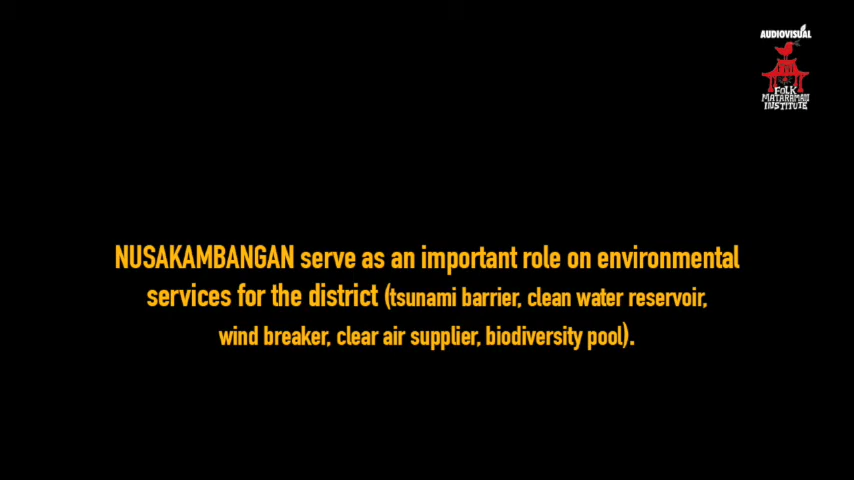 AUDIOVISUAL
FOLK
MATARAMAN
INSTITUTE
NUSAKAMBANGAN serve as an important role on environmental
services for the district (tsunami barrier, clean water reservoir,
wind breaker, clear air supplier, biodiversity pool).